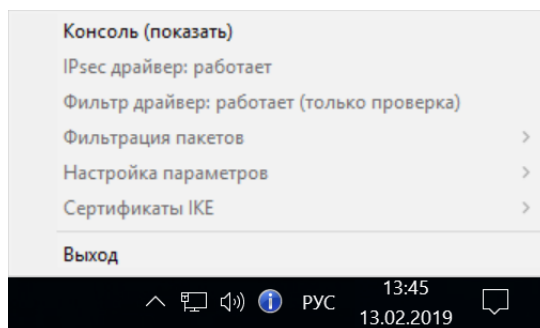 Консоль (показать)
IPsec драйвер: работает
Фильтр драйвер: работает (только проверка)
Фильтрация пакетов
Настройка параметров
Сертификаты IKE
Выход
РУС
13:45
13.02.2019